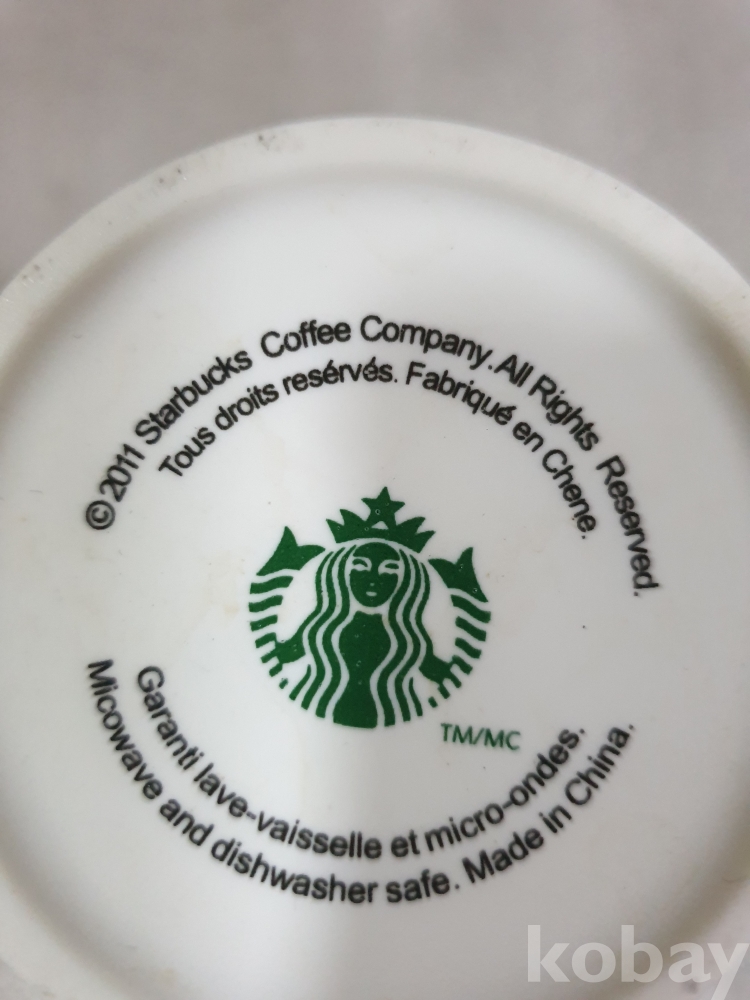 ©2011 Starbucks Coffee Company. All Rights Reserved.
Tous droits resérvés. Fabriqué en Chene.
TM/MC
Garanti lave-vaisselle et micro-ondes.
Micowave and dishwasher safe. Made in China.
kobay